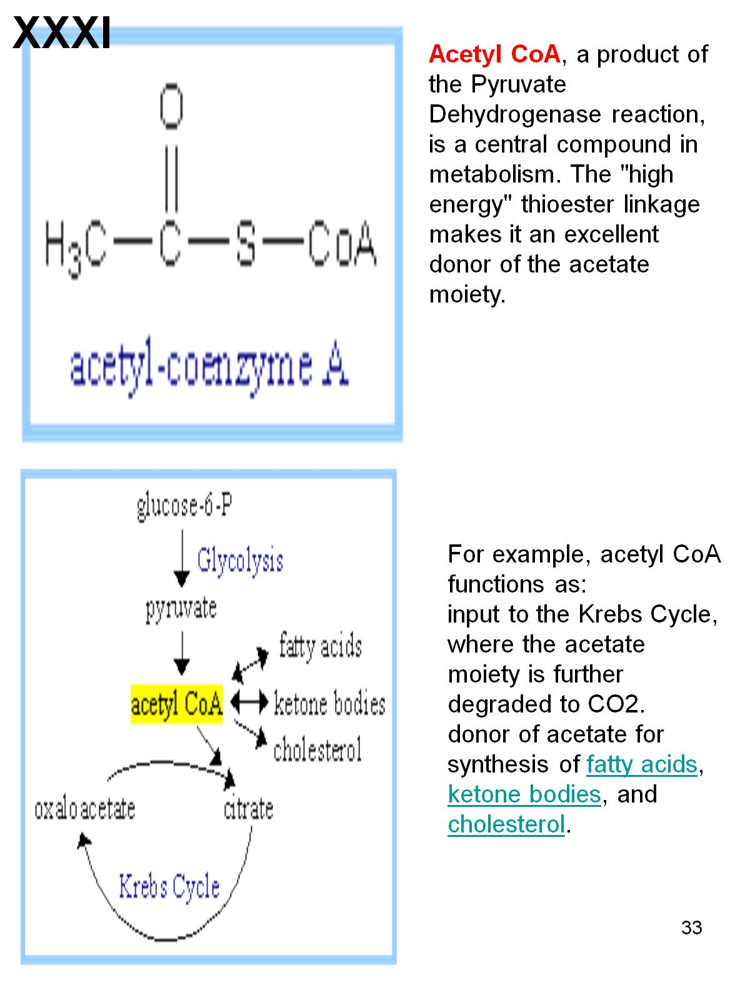 XXXI
O
H3C—C—S—CoA
acetyl-coenzyme A
Acetyl CoA, a product of
the Pyruvate
Dehydrogenase reaction,
is a central compound in
metabolism. The "high
energy" thioester linkage
makes it an excellent
donor of the acetate
moiety.
glucose-6-P
Glycolysis
pyruvate
fatty acids
acetyl CoA
ketone bodies
cholesterol
oxaloacetate
citrate
Krebs Cycle
For example, acetyl CoA
functions as:
input to the Krebs Cycle,
where the acetate
moiety is further
degraded to CO2.
donor of acetate for
synthesis of fatty acids,
ketone bodies, and
cholesterol.
33